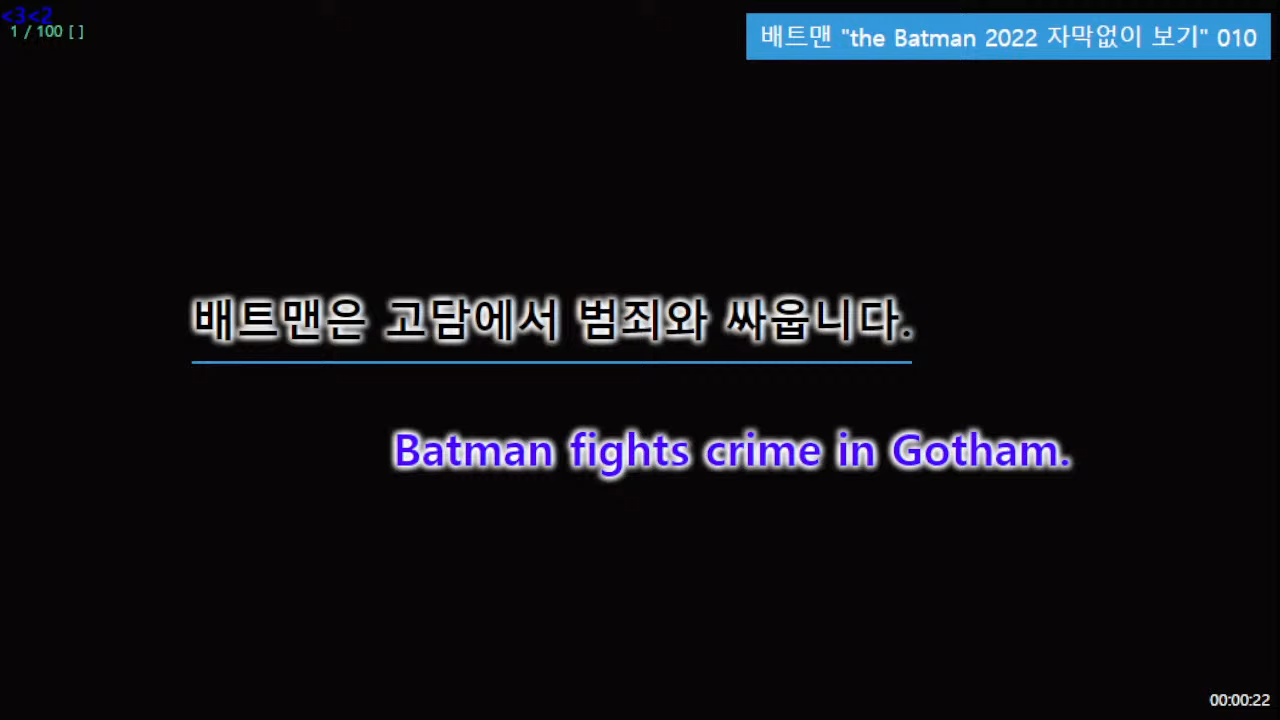 <3<2
1 / 100 [ ]
배트맨 "the Batman 2022 자막없이 보기" 010
배트맨은 고담에서 범죄와 싸웁니다.
Batman fights crime in Gotham.
00:00:22